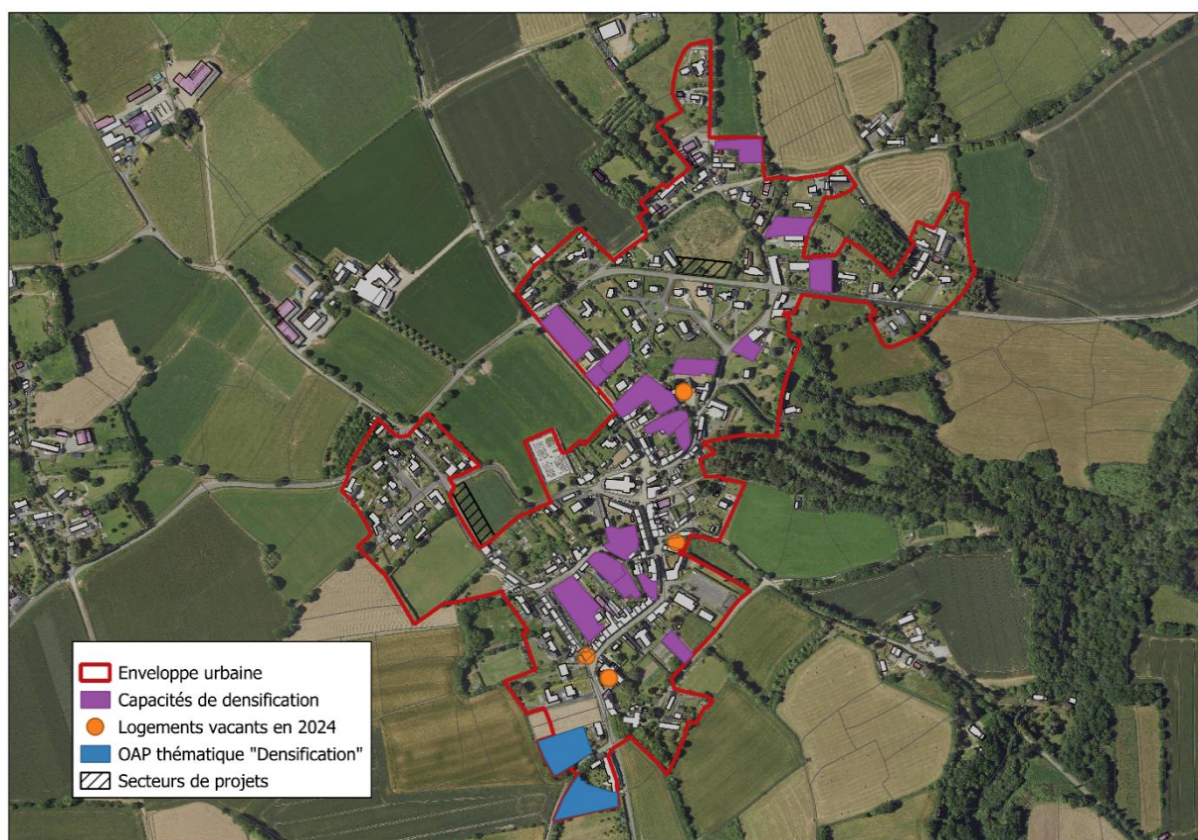 Enveloppe urbaine
Capacités de densification
Logements vacants en 2024
OAP thématique "Densification"
Secteurs de projets